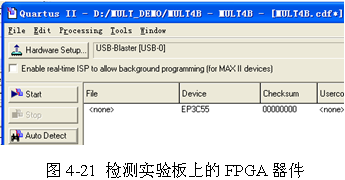 Quartus II - D:/MULT_DEMO/MULT4B - MULT4B - [MULT4B.cdf*]
File Edit Processing Tools Window
Hardware Setup... USB-Blaster [USB-0]
Enable real-time ISP to allow background programming (for MAX II devices)
Start
Stop
Auto Detect
File Device Checksum Userco
<none> EP3C55 00000000 <none>
图 4-21 检测实验板上的 FPGA 器件